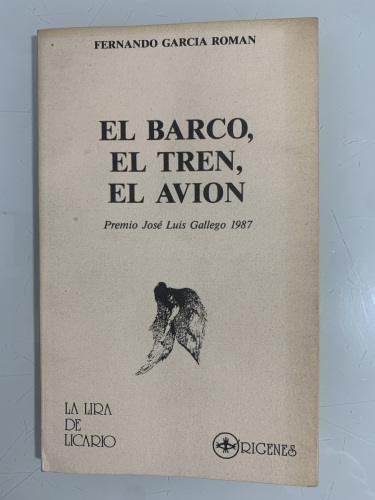 FERNANDO GARCIA ROMAN
EL BARCO,
EL TREN,
EL AVION
Premio José Luis Gallego 1987
LA LIRA
DE
LICARIO
ORIGENES